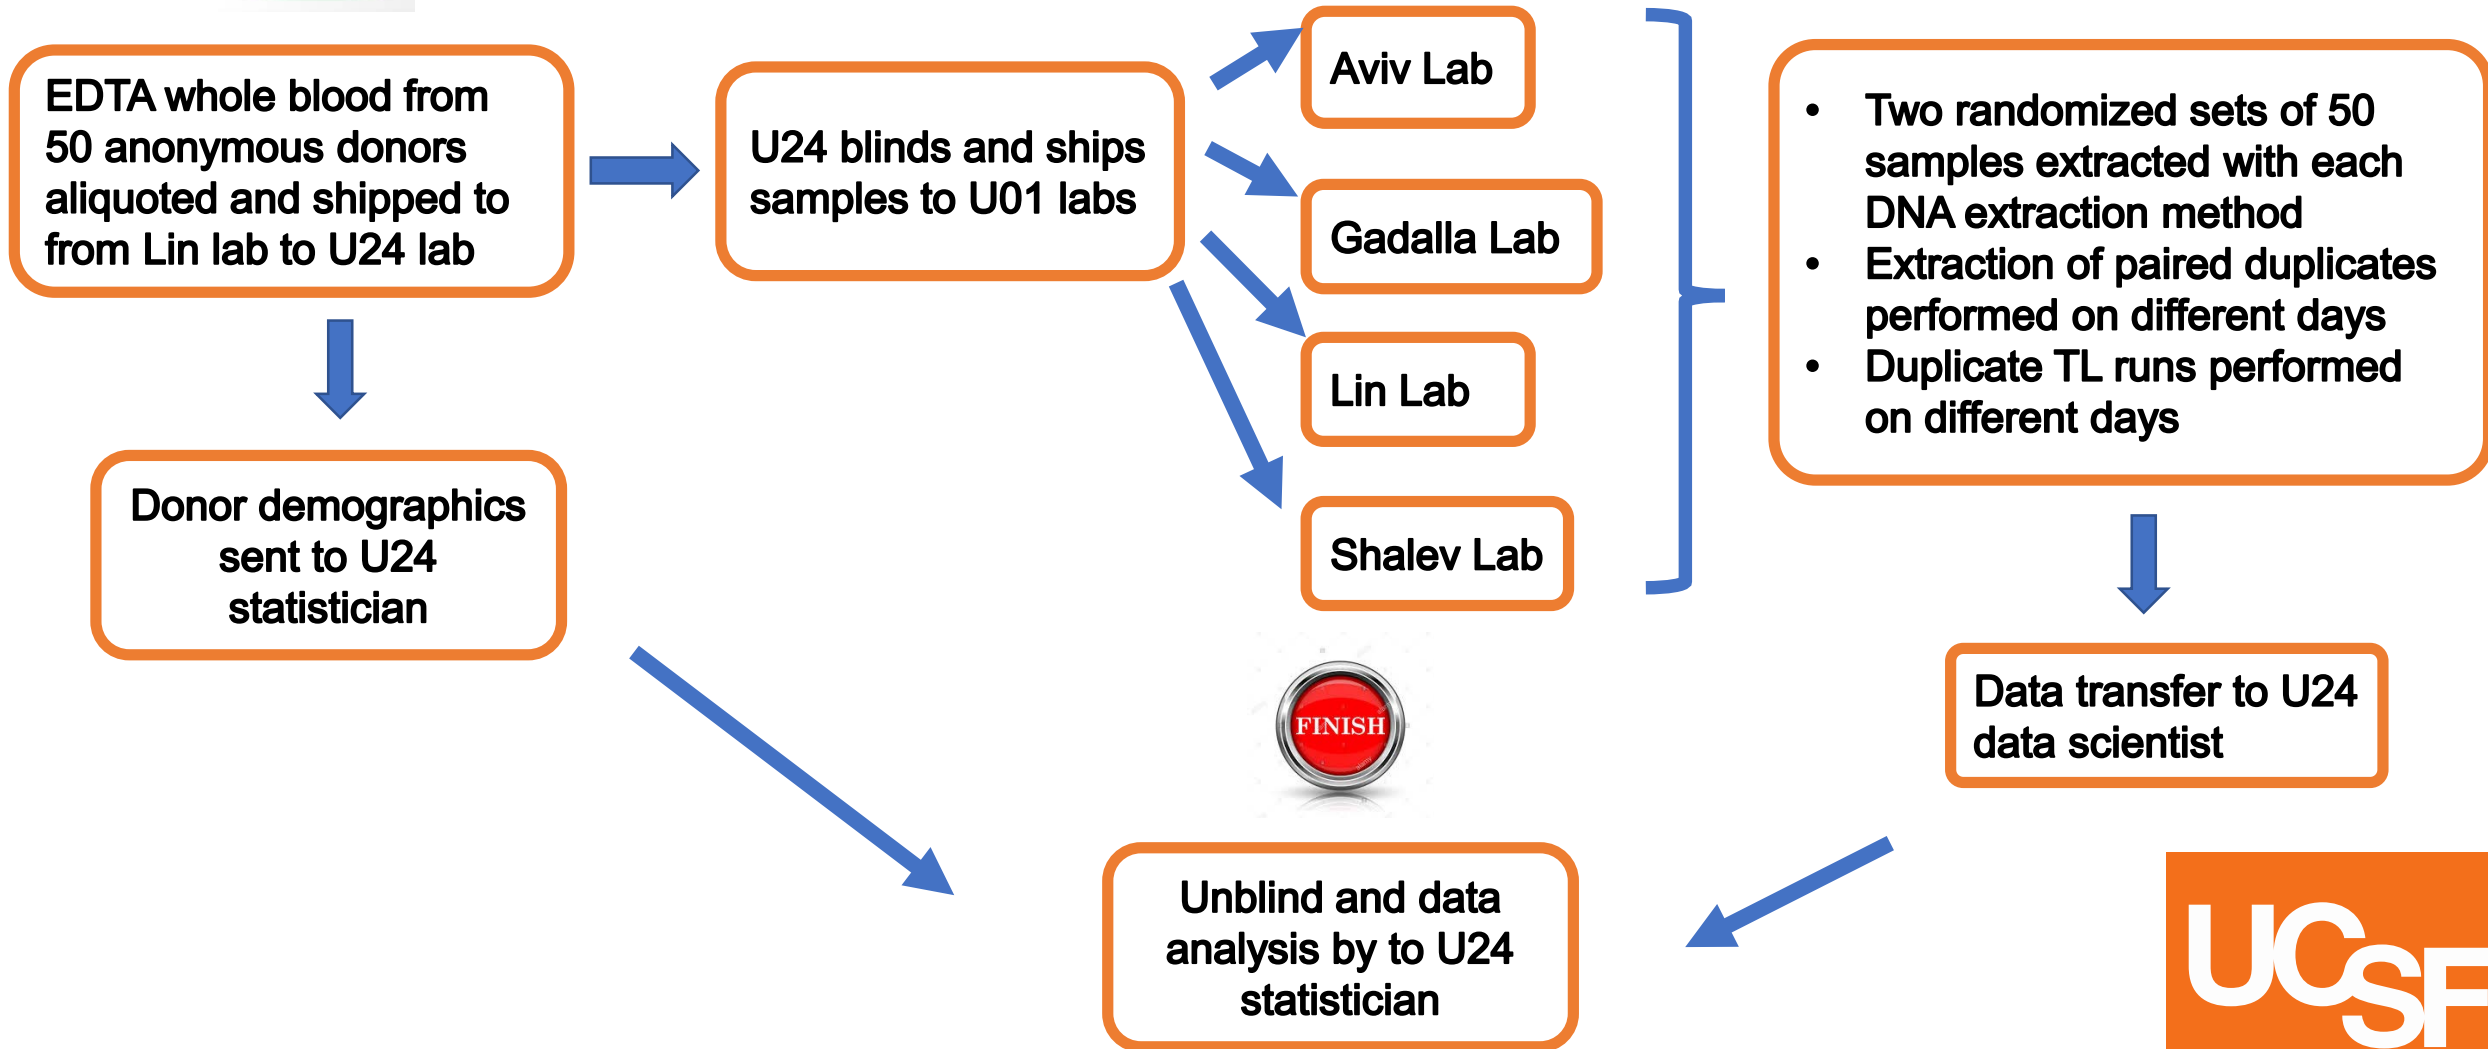 EDTA whole blood from
50 anonymous donors
aliquoted and shipped to
from Lin lab to U24 lab
U24 blinds and ships
samples to U01 labs
Aviv Lab
Gadalla Lab
Lin Lab
Shalev Lab
• Two randomized sets of 50
samples extracted with each
DNA extraction method
• Extraction of paired duplicates
performed on different days
• Duplicate TL runs performed
on different days
Donor demographics
sent to U24
statistician
FINISH
Data transfer to U24
data scientist
Unblind and data
analysis by to U24
statistician
UCSF